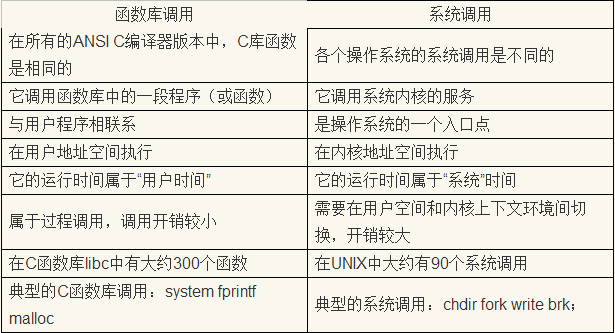 函数库调用
系统调用
在所有的ANSI C编译器版本中，C库函数
是相同的
各个操作系统的系统调用是不同的
它调用函数库中的一段程序（或函数）
它调用系统内核的服务
与用户程序相联系
是操作系统的一个入口点
在用户地址空间执行
在内核地址空间执行
它的运行时间属于“用户时间”
它的运行时间属于“系统”时间
属于过程调用，调用开销较小
需要在用户空间和内核上下文环境间切
换，开销较大
在C函数库libc中有大约300个函数
在UNIX中大约有90个系统调用
典型的C函数库调用：system fprintf
malloc
典型的系统调用：chdir fork write brk；